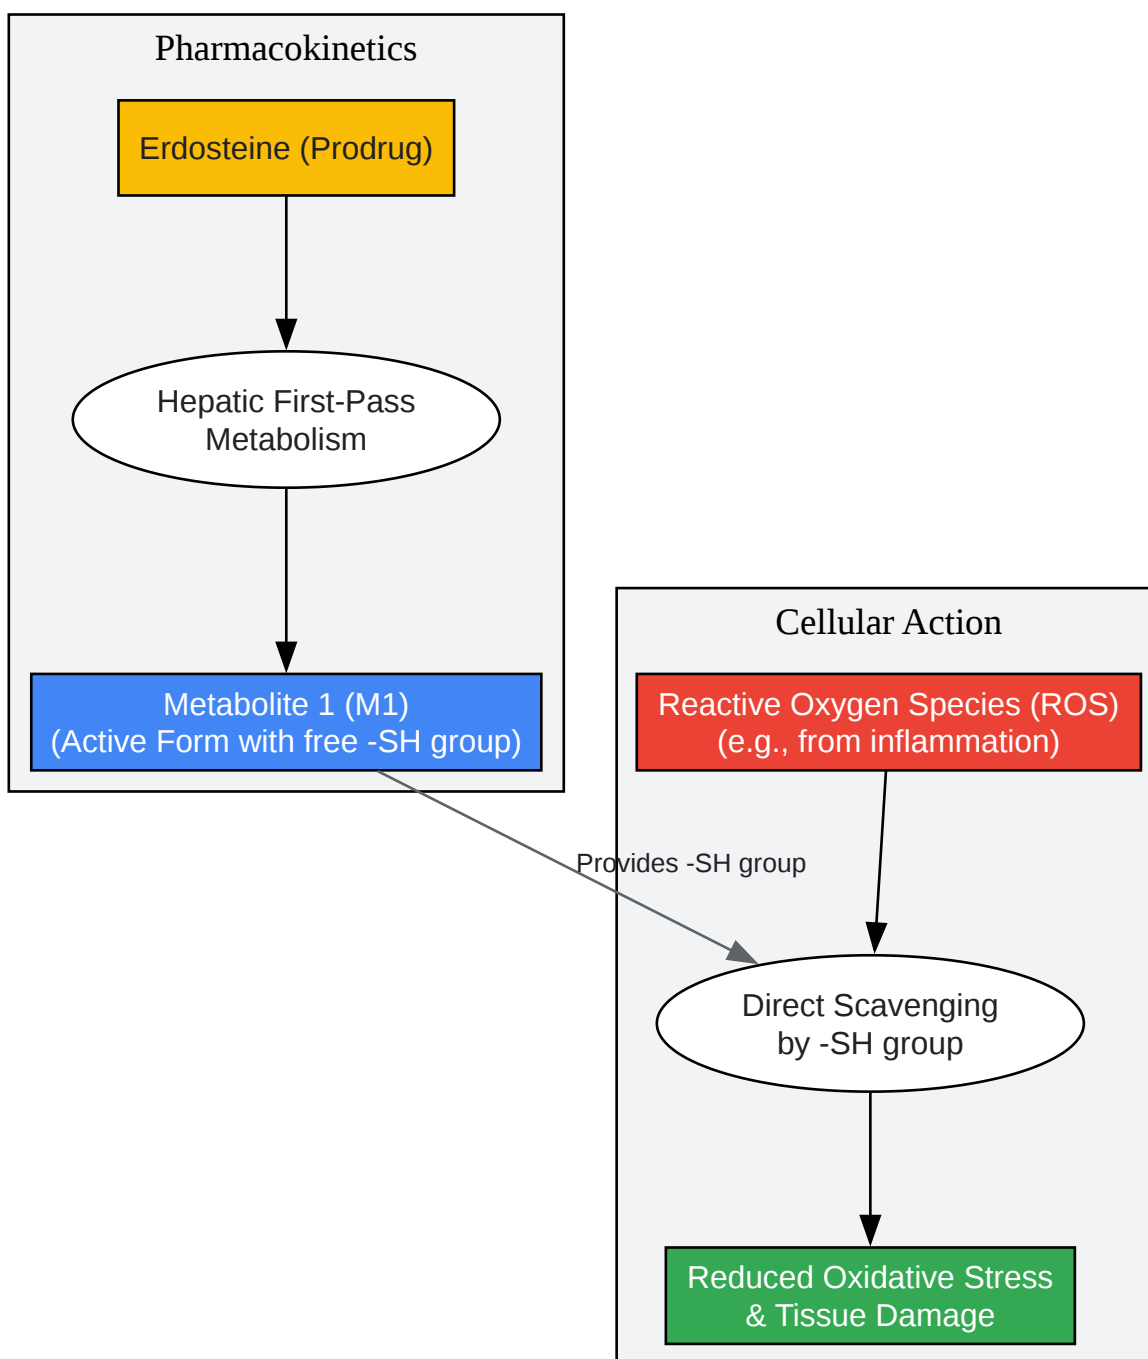 Pharmacokinetics
Erdosteine (Prodrug)
Hepatic First-Pass
Metabolism
Metabolite 1 (M1)
(Active Form with free -SH group)
Provides -SH group
Cellular Action
Reactive Oxygen Species (ROS)
(e.g., from inflammation)
Direct Scavenging
by -SH group
Reduced Oxidative Stress
& Tissue Damage